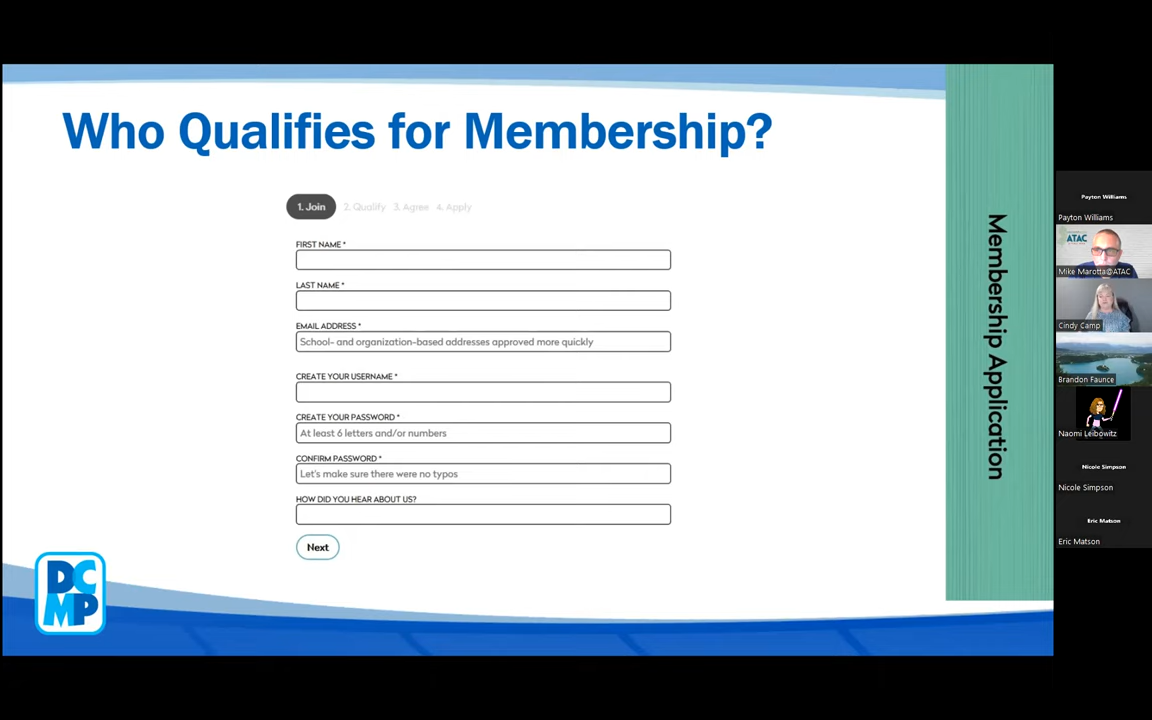 Who Qualifies for Membership?
1. Join 2. Qualify 3. Agree 4. Apply
FIRST NAME *
LAST NAME *
EMAIL ADDRESS *
School- and organization-based addresses approved more quickly
CREATE YOUR USERNAME *
CREATE YOUR PASSWORD *
At least 6 letters and/or numbers
CONFIRM PASSWORD *
Let's make sure there were no typos
HOW DID YOU HEAR ABOUT US?
Next
DC
MP
Membership Application
Payton Williams
Payton Williams
ATAC
Mike Marotta@ATAC
Cindy Camp
Brandon Faunce
Naomi Leibowitz
Nicole Simpson
Nicole Simpson
Eric Matson
Eric Matson